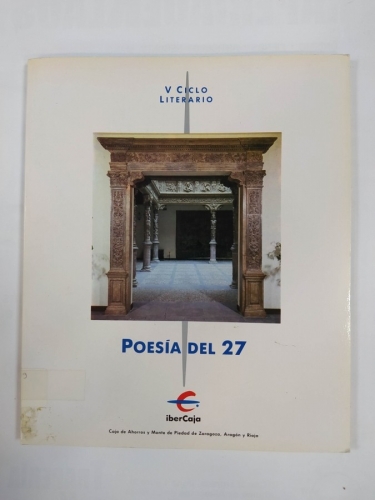 V CICLO
LITERARIO
POESÍA DEL 27
iberCaja
Caja de Ahorros y Monte de Piedad de Zaragoza, Aragón y Rioja